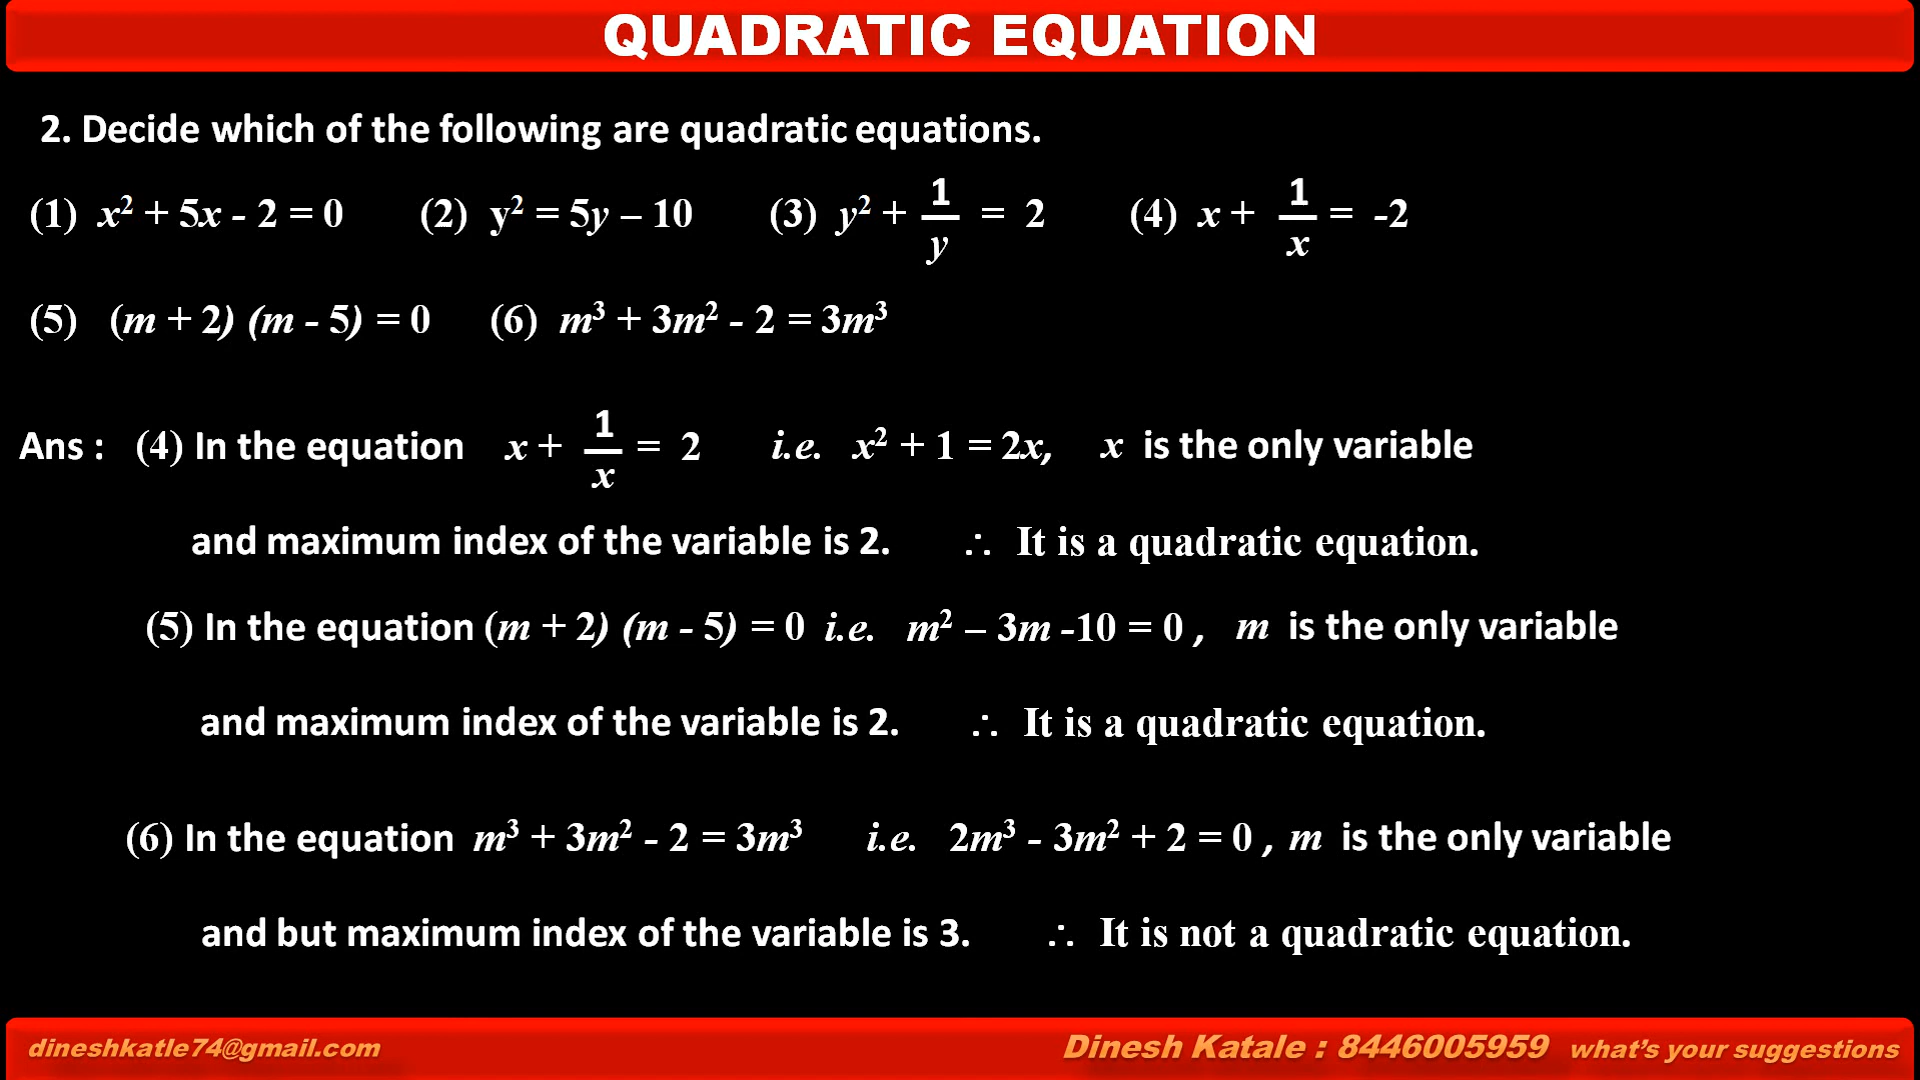 QUADRATIC EQUATION
2. Decide which of the following are quadratic equations.
(1) x² + 5x - 2 = 0 (2) y² = 5y – 10 (3) y² + 1/y = 2 (4) x + 1/x = -2
(5) (m + 2) (m - 5) = 0 (6) m³ + 3m² - 2 = 3m³
Ans : (4) In the equation x + 1/x = 2 i.e. x² + 1 = 2x, x is the only variable
and maximum index of the variable is 2. ∴ It is a quadratic equation.
(5) In the equation (m + 2) (m - 5) = 0 i.e. m² – 3m -10 = 0 , m is the only variable
and maximum index of the variable is 2. ∴ It is a quadratic equation.
(6) In the equation m³ + 3m² - 2 = 3m³ i.e. 2m³ - 3m² + 2 = 0 , m is the only variable
and but maximum index of the variable is 3. ∴ It is not a quadratic equation.
dineshkatle74@gmail.com Dinesh Katale : 8446005959 what's your suggestions